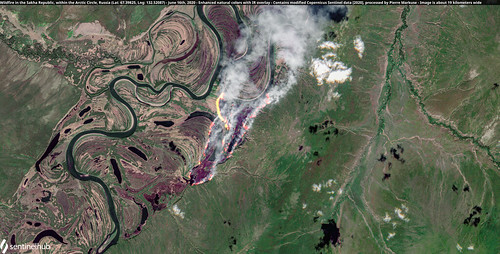 Wildfire in the Sakha Republic, within the Arctic Circle, Russia (Lat: 67.39625, Lng: 132.52087) - June 16th, 2020 - Enhanced natural colors with IR overlay - Contains modified Copernicus Sentinel data [2020], processed by Pierre Markuse - Image is about 19 kilometers wide
sentinelhub